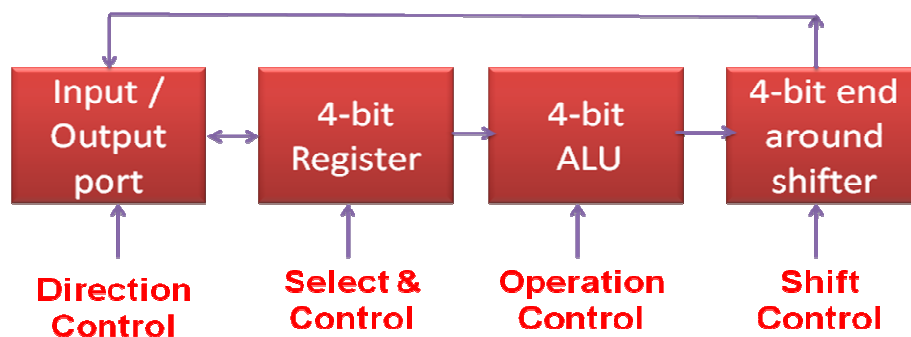 Input /
Output
port
4-bit
Register
4-bit
ALU
4-bit end
around
shifter
Direction
Control
Select &
Control
Operation
Control
Shift
Control